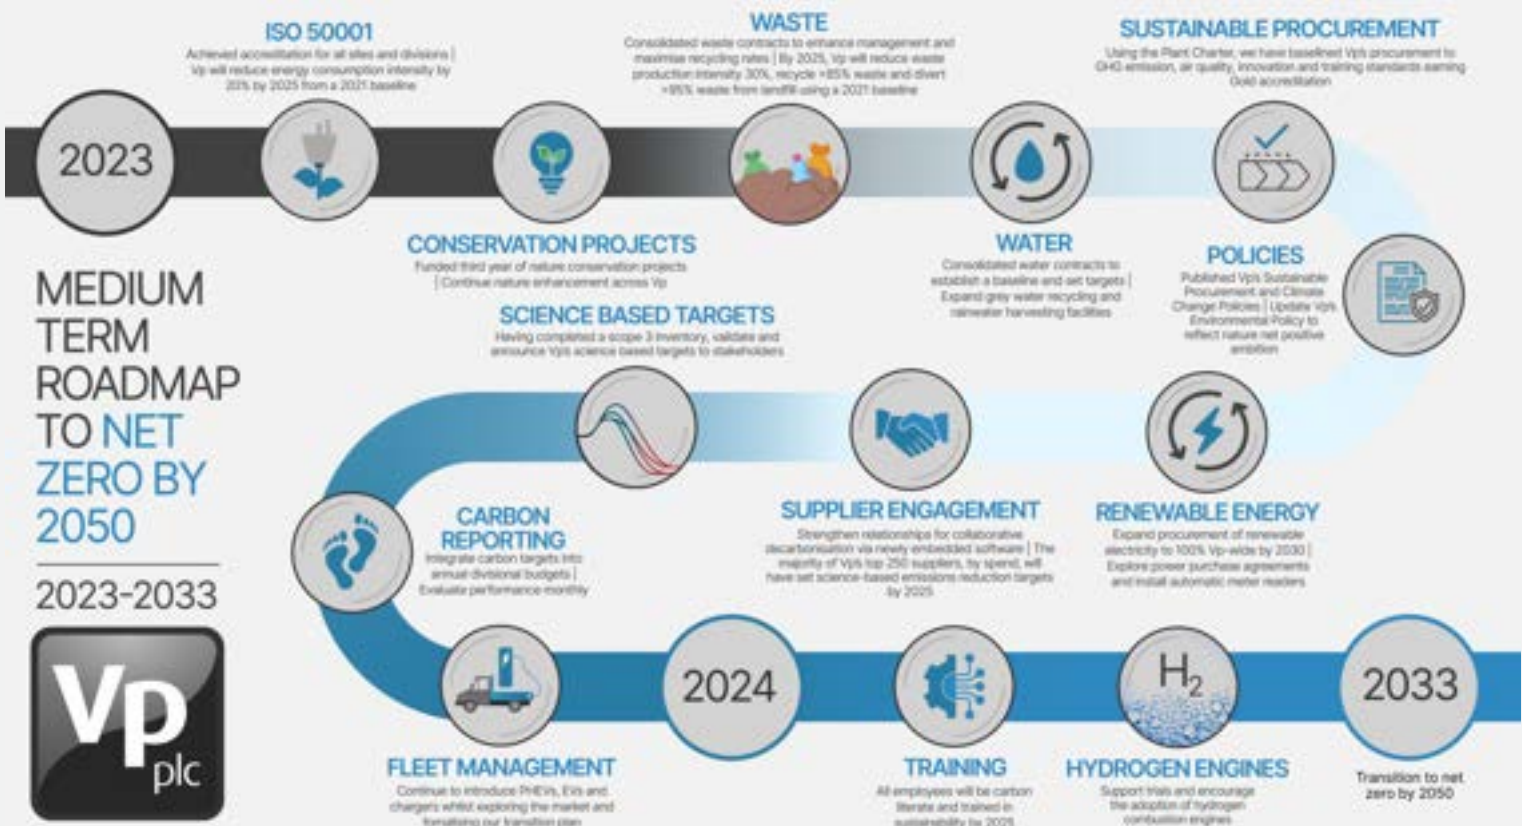 ISO 50001
Achieved accreditation for all sites and divisions |
Vp will reduce energy consumption intensity by
20% by 2025 from a 2021 baseline
WASTE
Consolidated waste contracts to enhance management and
maximise recycling rates | By 2025, Vp will reduce waste
production intensity 30%, recycle >85% waste and divert
>95% waste from landfill using a 2021 baseline
SUSTAINABLE PROCUREMENT
Using the Plant Charter, we have baselined Vp's procurement to
GHG emission, air quality, innovation and training standards earning
Gold accreditation
2023
CONSERVATION PROJECTS
Funded third year of nature conservation projects
| Continue nature enhancement across Vp
WATER
Consolidated water contracts to
establish a baseline and set targets |
Expand grey water recycling and
rainwater harvesting facilities
POLICIES
Published Vp's Sustainable
Procurement and Climate
Change Policies | Update Vp's
Environmental Policy to
reflect nature net positive
ambition
MEDIUM
TERM
ROADMAP
TO NET
ZERO BY
2050
2023-2033
SCIENCE BASED TARGETS
Having completed a scope 3 inventory, validate and
announce Vp's science based targets to stakeholders
CARBON
REPORTING
Integrate carbon targets into
annual divisional budgets |
Evaluate performance monthly
SUPPLIER ENGAGEMENT
Strengthen relationships for collaborative
decarbonisation via newly embedded software | The
majority of Vp's top 250 suppliers, by spend, will
have set science-based emissions reduction targets
by 2025
RENEWABLE ENERGY
Expand procurement of renewable
electricity to 100% Vp-wide by 2030 |
Explore power purchase agreements
and install automatic meter readers
Vp
plc
2024
H2
2033
FLEET MANAGEMENT
Continue to introduce PHEVs, EVs and
chargers whilst exploring the market and
formalising our transition plan
TRAINING
All employees will be carbon
literate and trained in
sustainability by 2025
HYDROGEN ENGINES
Support trials and encourage
the adoption of hydrogen
combustion engines
Transition to net
zero by 2050